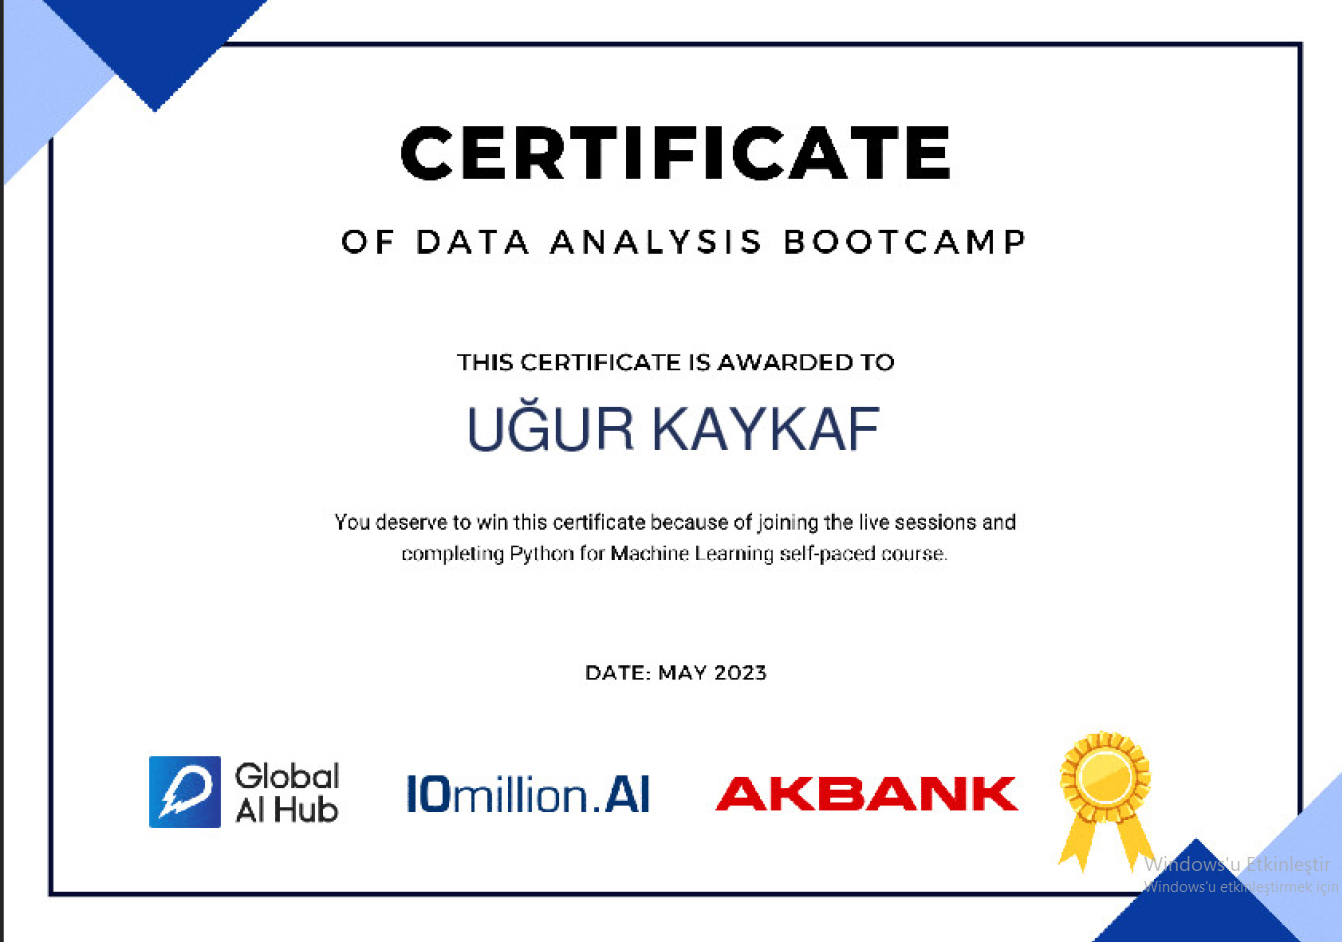 CERTIFICATE
OF DATA ANALYSIS BOOTCAMP
THIS CERTIFICATE IS AWARDED TO
UĞUR KAYKAF
You deserve to win this certificate because of joining the live sessions and
completing Python for Machine Learning self-paced course.
DATE: MAY 2023
Global
AI Hub
10million.AI
AKBANK
Windows'u Etkinleştir
Windows'u etkinleştirmek için